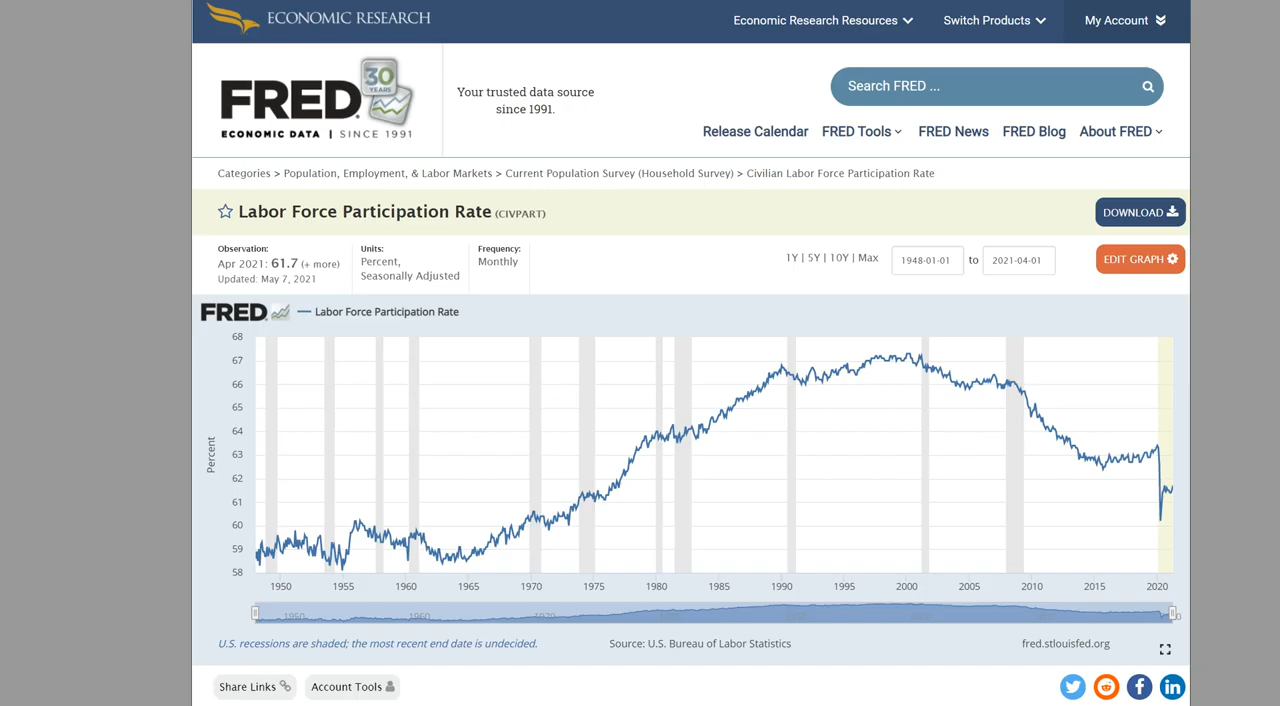 ECONOMIC RESEARCH
Economic Research Resources
Switch Products
My Account
FRED
30
YEARS
ECONOMIC DATA | SINCE 1991
Your trusted data source
since 1991.
Search FRED ...
Release Calendar FRED Tools FRED News FRED Blog About FRED
Categories > Population, Employment, & Labor Markets > Current Population Survey (Household Survey) > Civilian Labor Force Participation Rate
Labor Force Participation Rate (CIVPART)
DOWNLOAD
Observation:
Apr 2021: 61.7 (+ more)
Updated: May 7, 2021
Units:
Percent,
Seasonally Adjusted
Frequency:
Monthly
1Y | 5Y | 10Y | Max
1948-01-01 to 2021-04-01
EDIT GRAPH
FRED
Labor Force Participation Rate
Percent
68
67
66
65
64
63
62
61
60
59
58
1950 1955 1960 1965 1970 1975 1980 1985 1990 1995 2000 2005 2010 2015 2020
1950 1960 1970
U.S. recessions are shaded; the most recent end date is undecided.
Source: U.S. Bureau of Labor Statistics
fred.stlouisfed.org
Share Links
Account Tools